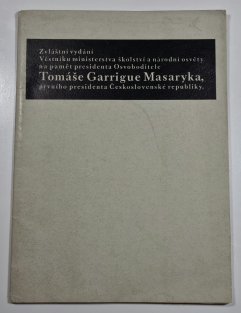 Zvláštní vydání
Věstníku ministerstva školství a národní osvěty
na paměť presidenta Osvoboditele
Tomáše Garrigue Masaryka,
prvního presidenta Československé republiky.